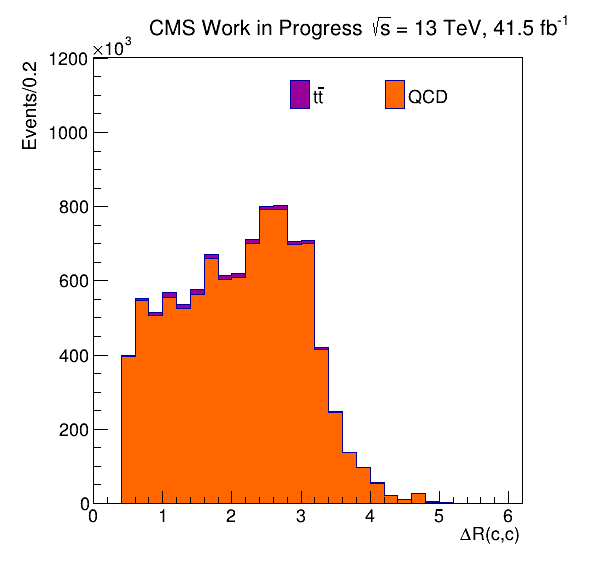 CMS Work in Progress √s = 13 TeV, 41.5 fb⁻¹
×10³
Events/0.2
tt̄
QCD
1200
1000
800
600
400
200
0
0 1 2 3 4 5 6
ΔR(c,c)